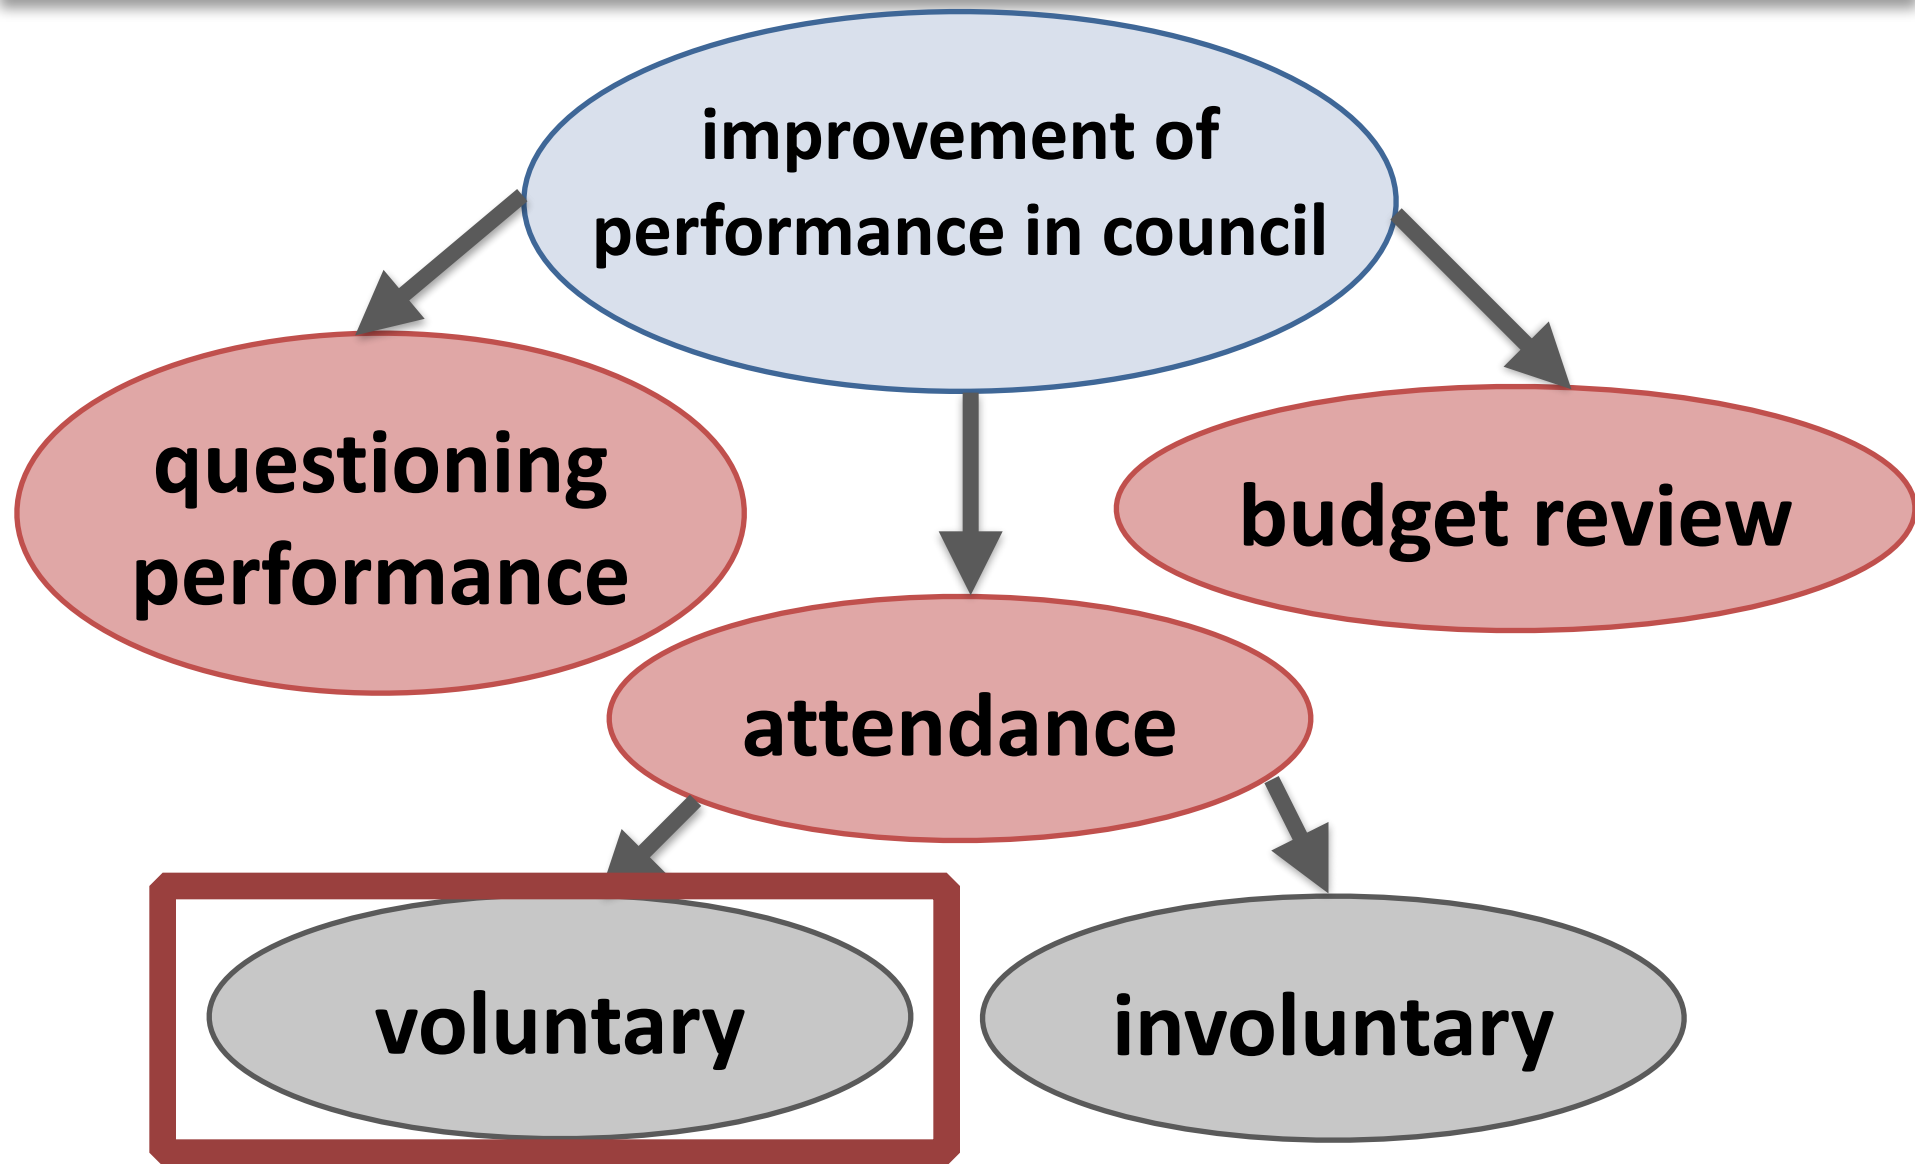 improvement of
performance in council
questioning
performance
budget review
attendance
voluntary
involuntary